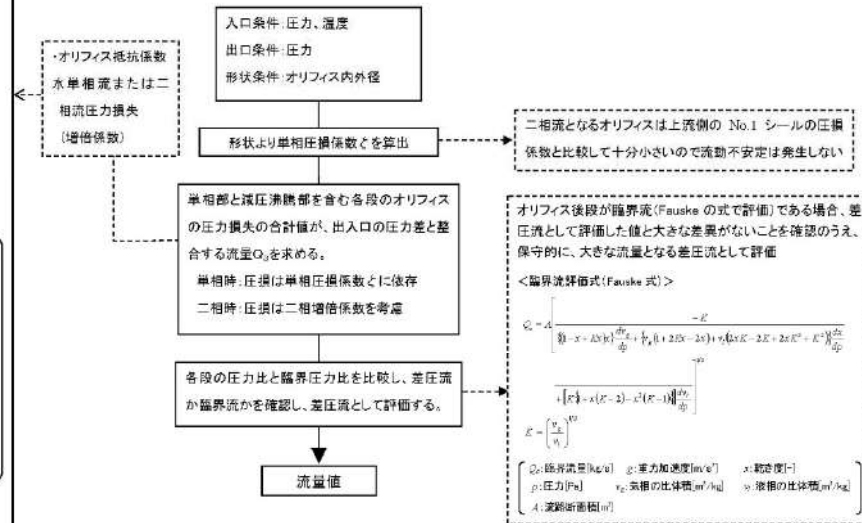 入口条件:圧力、温度
出口条件:圧力
形状条件:オリフィス内外径
・オリフィス抵抗係数
水単相流または二
相流圧力損失
(増倍係数)
形状より単相圧損係数ζを算出
二相流となるオリフィスは上流側の No.1 シールの圧損
係数と比較して十分小さいので流動不安定は発生しない
単相部と減圧沸騰部を含む各段のオリフィス
の圧力損失の合計値が、出入口の圧力差と整
合する流量Q₃を求める。
単相時:圧損は単相圧損係数ζに依存
二相時:圧損は二相増倍係数を考慮
オリフィス後段が臨界流(Fauske の式で評価)である場合、差
圧流として評価した値と大きな差異がないことを確認のうえ、
保守的に、大きな流量となる差圧流として評価
<臨界流評価式(Fauske 式)>
各段の圧力比と臨界圧力比を比較し、差圧流
か臨界流かを確認し、差圧流として評価する。
流量値
Q_c:臨界流量[kg/s] g:重力加速度[m/s²] x:乾き度[-]
p:圧力[Pa] v_g:気相の比体積[m³/kg] v_l:液相の比体積[m³/kg]
A:流路断面積[m²]